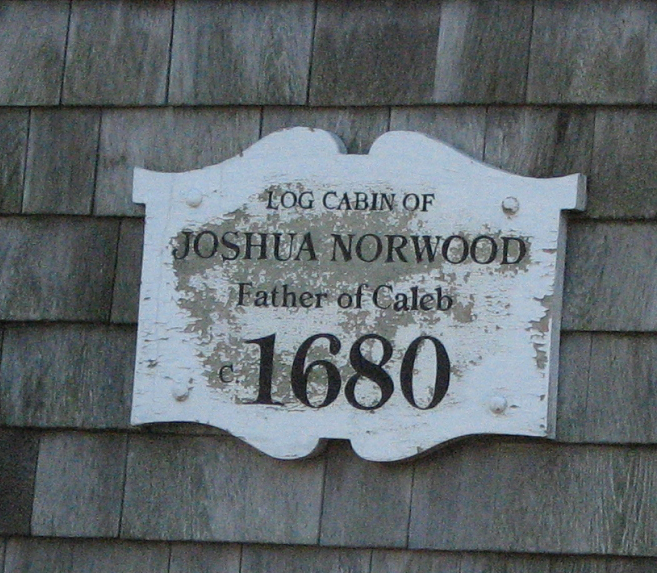 LOG CABIN OF
JOSHUA NORWOOD
Father of Caleb
c. 1680